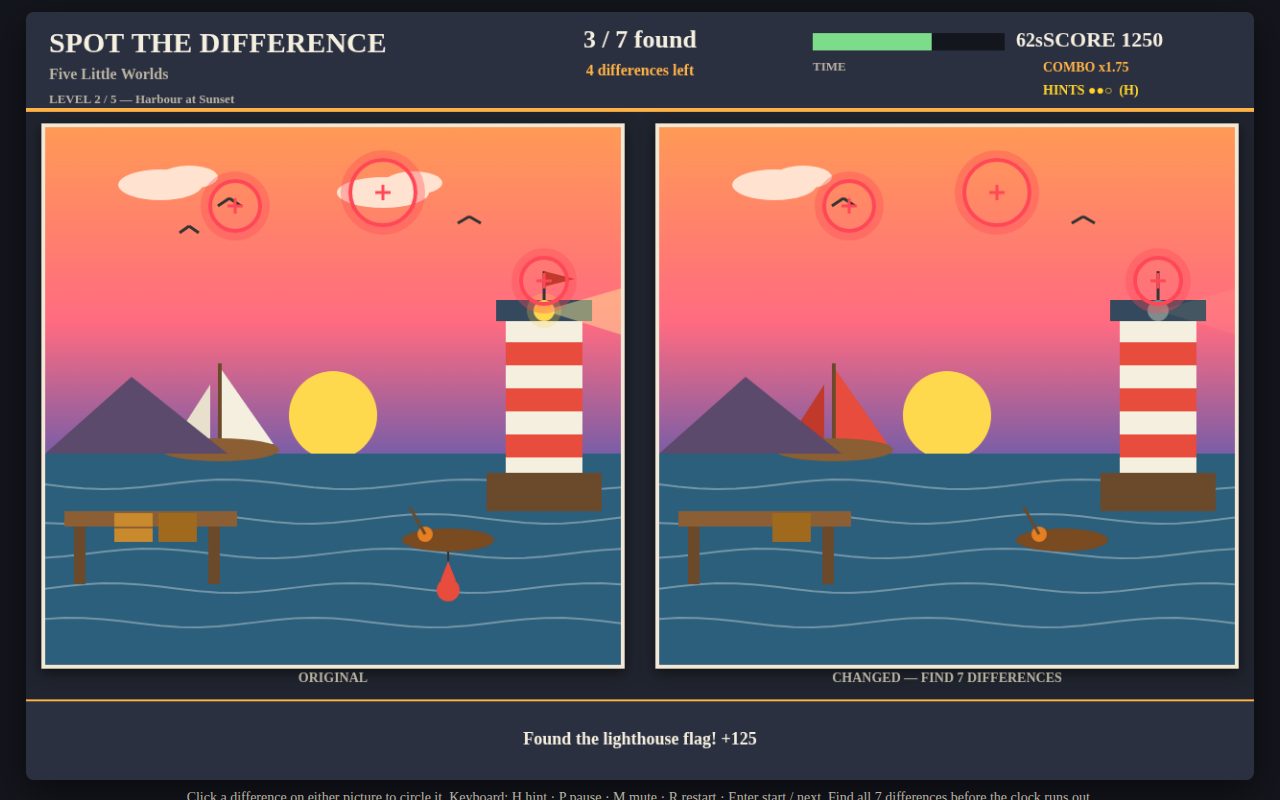 SPOT THE DIFFERENCE
Five Little Worlds
LEVEL 2 / 5 — Harbour at Sunset
3 / 7 found
4 differences left
TIME
62s
SCORE 1250
COMBO x1.75
HINTS ●●○ (H)
ORIGINAL
CHANGED — FIND 7 DIFFERENCES
Found the lighthouse flag! +125
Click a difference on either picture to circle it. Keyboard: H hint · P pause · M mute · R restart · Enter start / next. Find all 7 differences before the clock runs out.